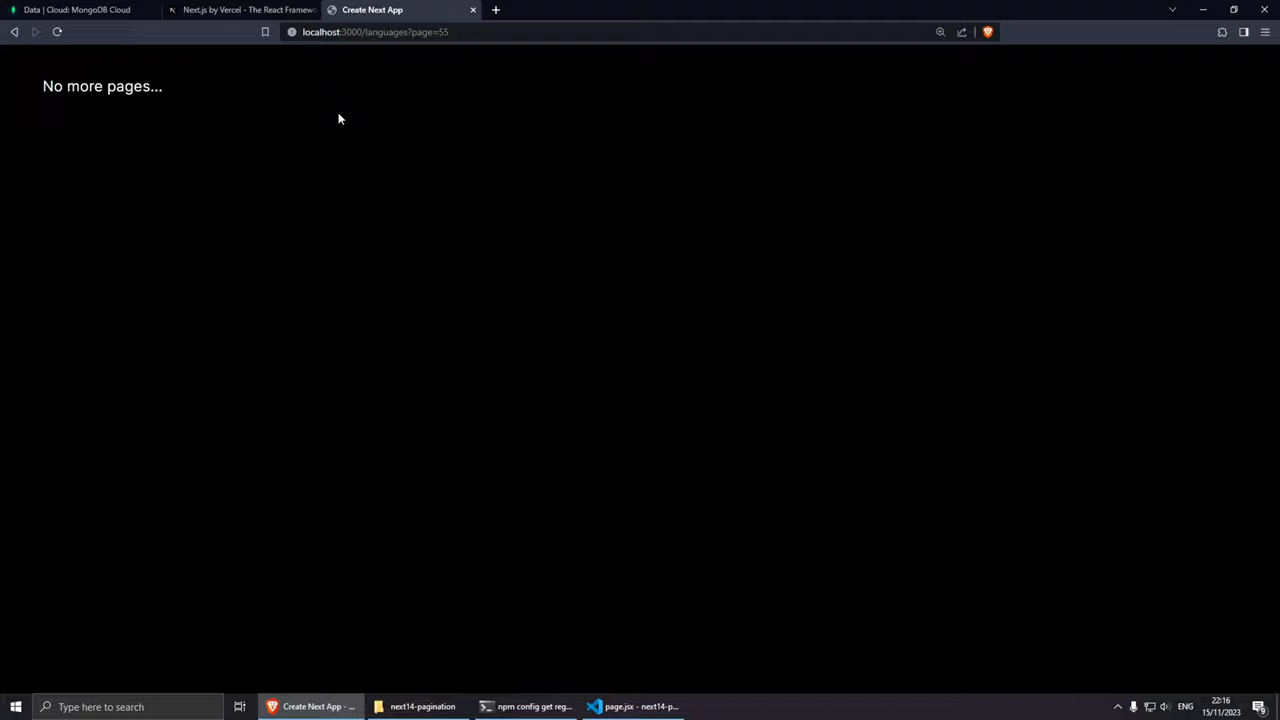 Data | Cloud: MongoDB Cloud
Next.js by Vercel - The React Framewo
Create Next App
localhost:3000/languages?page=55
No more pages...
Type here to search
Create Next App - ...
next14-pagination
npm config get reg...
page.jsx - next14-p...
ENG
22:16
15/11/2023
9